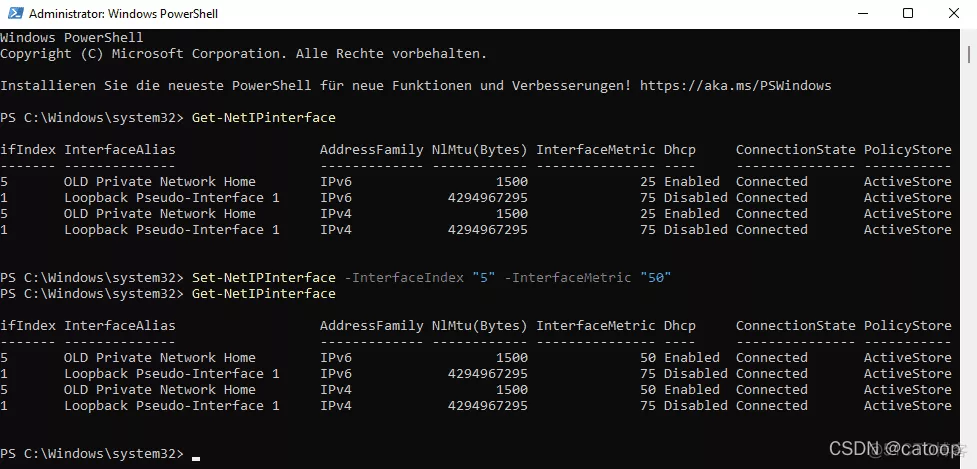 Administrator: Windows PowerShell
Windows PowerShell
Copyright (C) Microsoft Corporation. Alle Rechte vorbehalten.
Installieren Sie die neueste PowerShell für neue Funktionen und Verbesserungen! https://aka.ms/PSWindows
PS C:\Windows\system32> Get-NetIPinterface
ifIndex InterfaceAlias                  AddressFamily NlMtu(Bytes) InterfaceMetric Dhcp     ConnectionState PolicyStore
------- --------------                  ------------- ------------ --------------- ----     --------------- -----------
5       OLD Private Network Home        IPv6                  1500              25 Enabled  Connected       ActiveStore
1       Loopback Pseudo-Interface 1     IPv6            4294967295              75 Disabled Connected       ActiveStore
5       OLD Private Network Home        IPv4                  1500              25 Enabled  Connected       ActiveStore
1       Loopback Pseudo-Interface 1     IPv4            4294967295              75 Disabled Connected       ActiveStore
PS C:\Windows\system32> Set-NetIPInterface -InterfaceIndex "5" -InterfaceMetric "50"
PS C:\Windows\system32> Get-NetIPinterface
ifIndex InterfaceAlias                  AddressFamily NlMtu(Bytes) InterfaceMetric Dhcp     ConnectionState PolicyStore
------- --------------                  ------------- ------------ --------------- ----     --------------- -----------
5       OLD Private Network Home        IPv6                  1500              50 Enabled  Connected       ActiveStore
1       Loopback Pseudo-Interface 1     IPv6            4294967295              75 Disabled Connected       ActiveStore
5       OLD Private Network Home        IPv4                  1500              50 Enabled  Connected       ActiveStore
1       Loopback Pseudo-Interface 1     IPv4            4294967295              75 Disabled Connected       ActiveStore
PS C:\Windows\system32>
CSDN @catoop